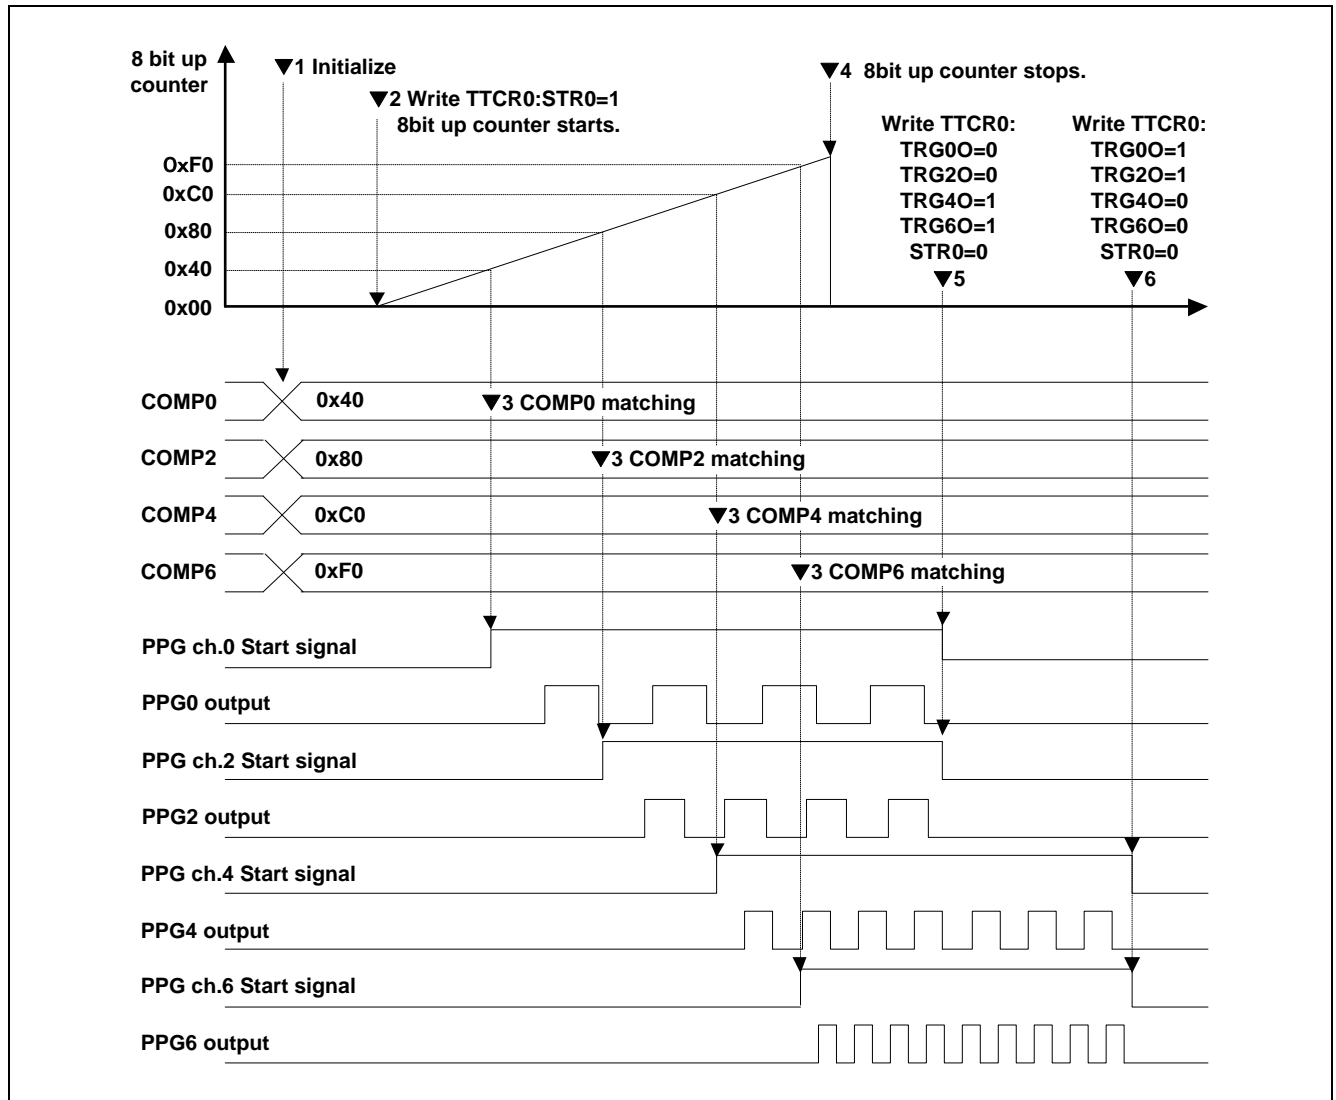 8 bit up
counter
▼1 Initialize
▼2 Write TTCR0:STR0=1
8bit up counter starts.
▼4 8bit up counter stops.
Write TTCR0:
TRG0O=0
TRG2O=0
TRG4O=1
TRG6O=1
STR0=0
▼5
Write TTCR0:
TRG0O=1
TRG2O=1
TRG4O=0
TRG6O=0
STR0=0
▼6
0xF0
0xC0
0x80
0x40
0x00
COMP0 0x40 ▼3 COMP0 matching
COMP2 0x80 ▼3 COMP2 matching
COMP4 0xC0 ▼3 COMP4 matching
COMP6 0xF0 ▼3 COMP6 matching
PPG ch.0 Start signal
PPG0 output
PPG ch.2 Start signal
PPG2 output
PPG ch.4 Start signal
PPG4 output
PPG ch.6 Start signal
PPG6 output